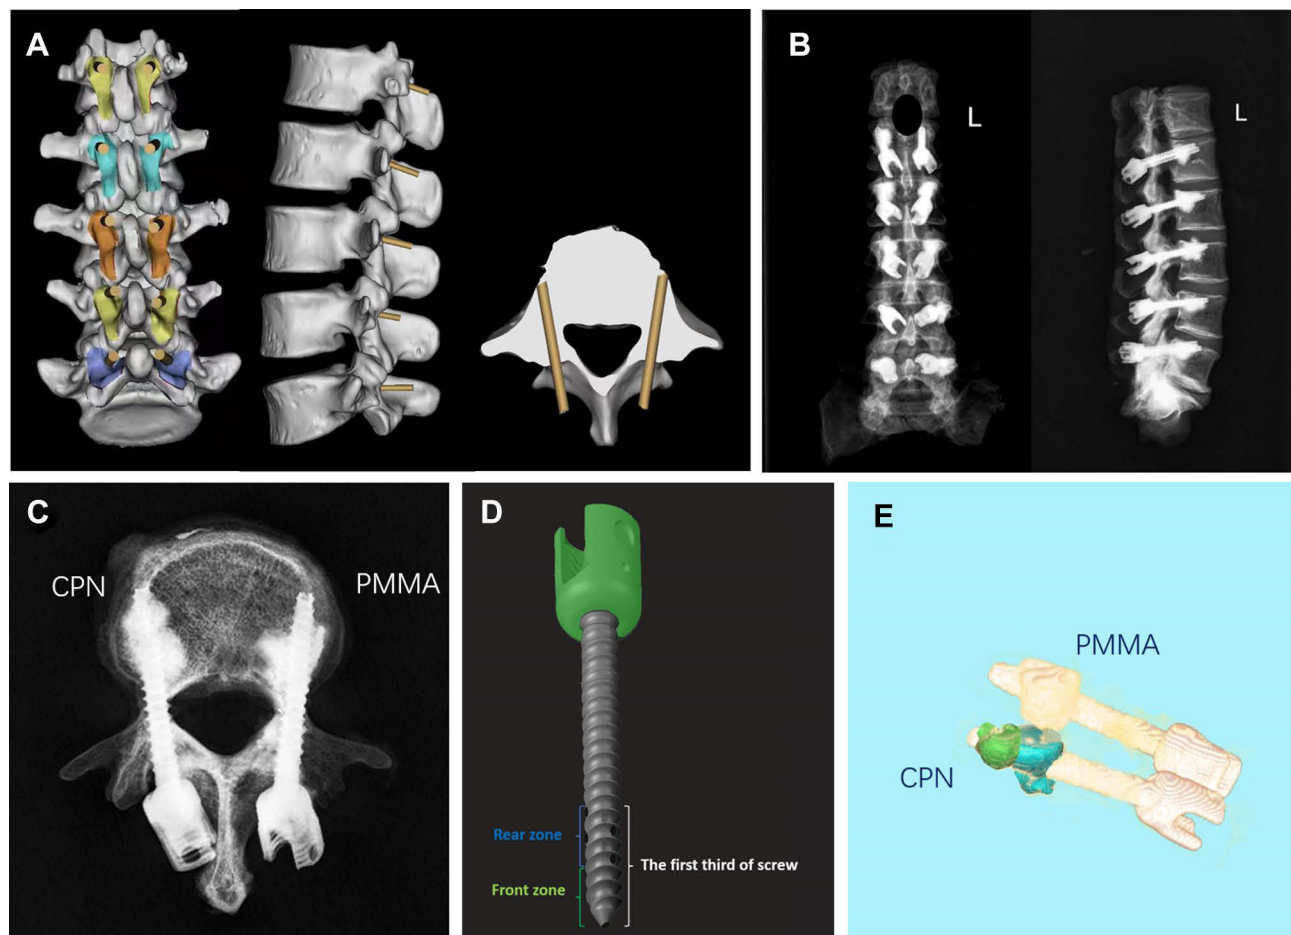 A
B
L
L
C
CPN
PMMA
D
Rear zone
The first third of screw
Front zone
E
PMMA
CPN